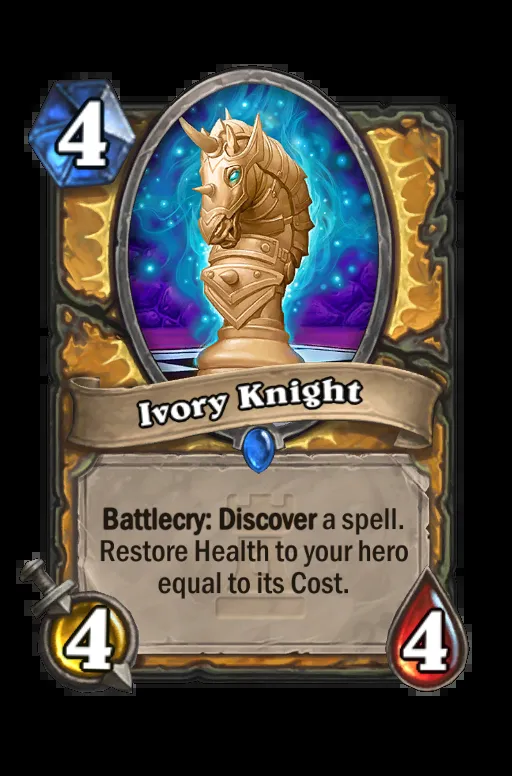 4
Ivory Knight
Battlecry: Discover a spell.
Restore Health to your hero
equal to its Cost.
4
4